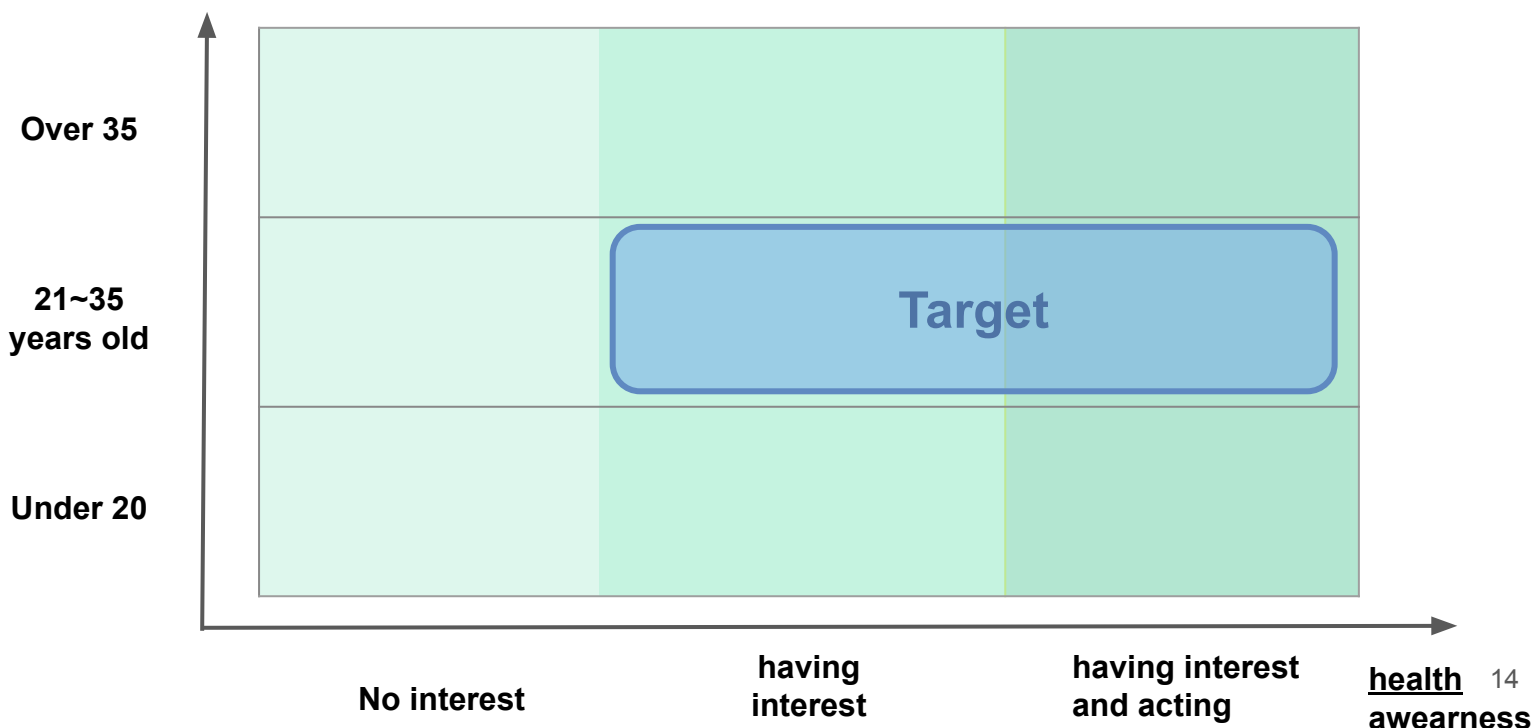 Over 35
21~35
years old
Target
Under 20
No interest
having
interest
having interest
and acting
health
awearness
14